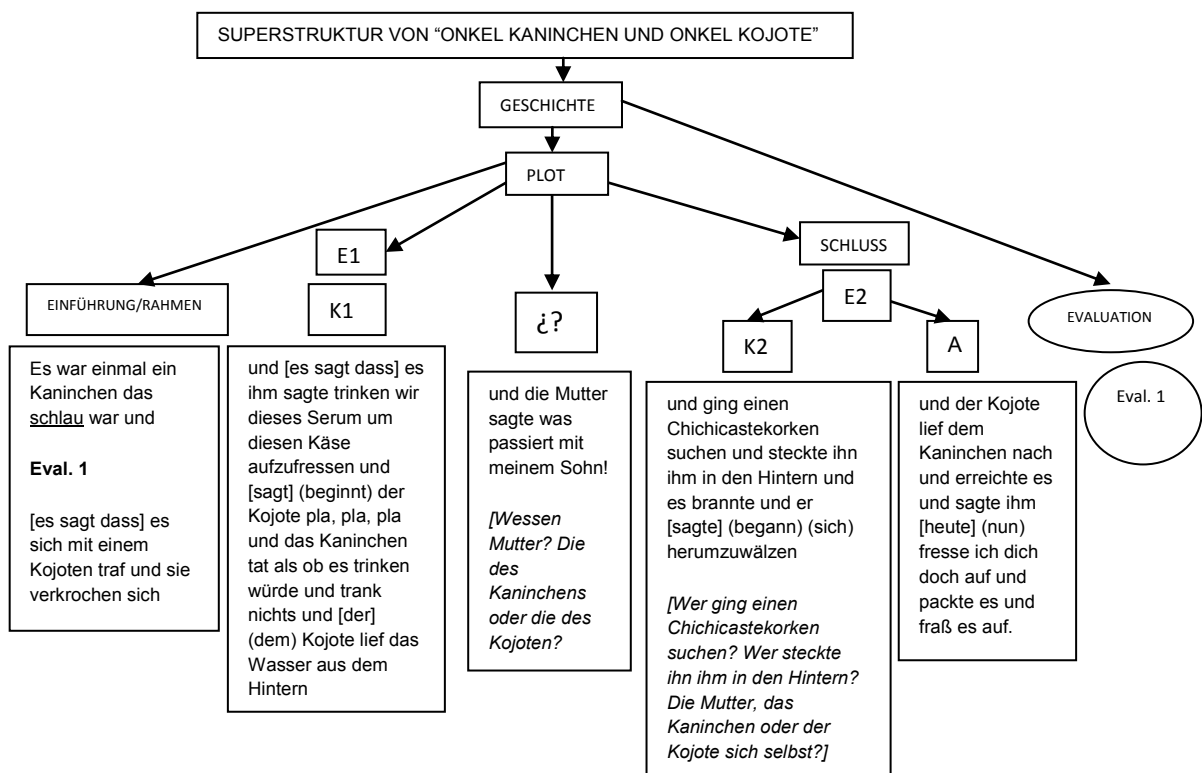 SUPERSTRUKTUR VON “ONKEL KANINCHEN UND ONKEL KOJOTE”
GESCHICHTE
PLOT
EINFÜHRUNG/RAHMEN
Es war einmal ein
Kaninchen das
schlau war und
Eval. 1
[es sagt dass] es
sich mit einem
Kojoten traf und sie
verkrochen sich
E1
K1
und [es sagt dass] es
ihm sagte trinken wir
dieses Serum um
diesen Käse
aufzufressen und
[sagt] (beginnt) der
Kojote pla, pla, pla
und das Kaninchen
tat als ob es trinken
würde und trank
nichts und [der]
(dem) Kojote lief das
Wasser aus dem
Hintern
¿?
und die Mutter
sagte was
passiert mit
meinem Sohn!
[Wessen
Mutter? Die
des
Kaninchens
oder die des
Kojoten?
SCHLUSS
E2
K2
und ging einen
Chichicastekorken
suchen und steckte ihn
ihm in den Hintern und
es brannte und er
[sagte] (begann) (sich)
herumzuwälzen
[Wer ging einen
Chichicastekorken
suchen? Wer steckte
ihn ihm in den Hintern?
Die Mutter, das
Kaninchen oder der
Kojote sich selbst?]
A
und der Kojote
lief dem
Kaninchen nach
und erreichte es
und sagte ihm
[heute] (nun)
fresse ich dich
doch auf und
packte es und
fraß es auf.
EVALUATION
Eval. 1